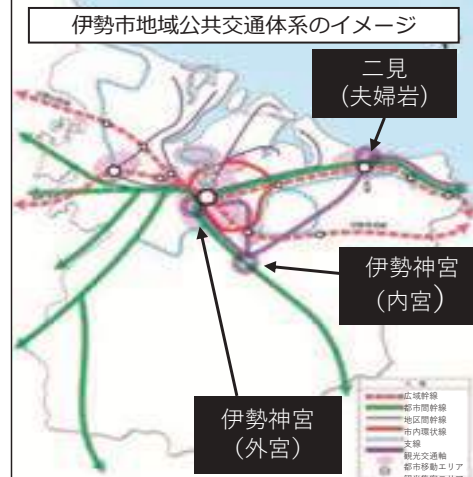 伊勢市地域公共交通体系のイメージ
二見
(夫婦岩)
伊勢神宮
(内宮)
伊勢神宮
(外宮)
広域幹線
都市間幹線
地区間幹線
市内環状線
支線
観光交通軸
都市移動エリア